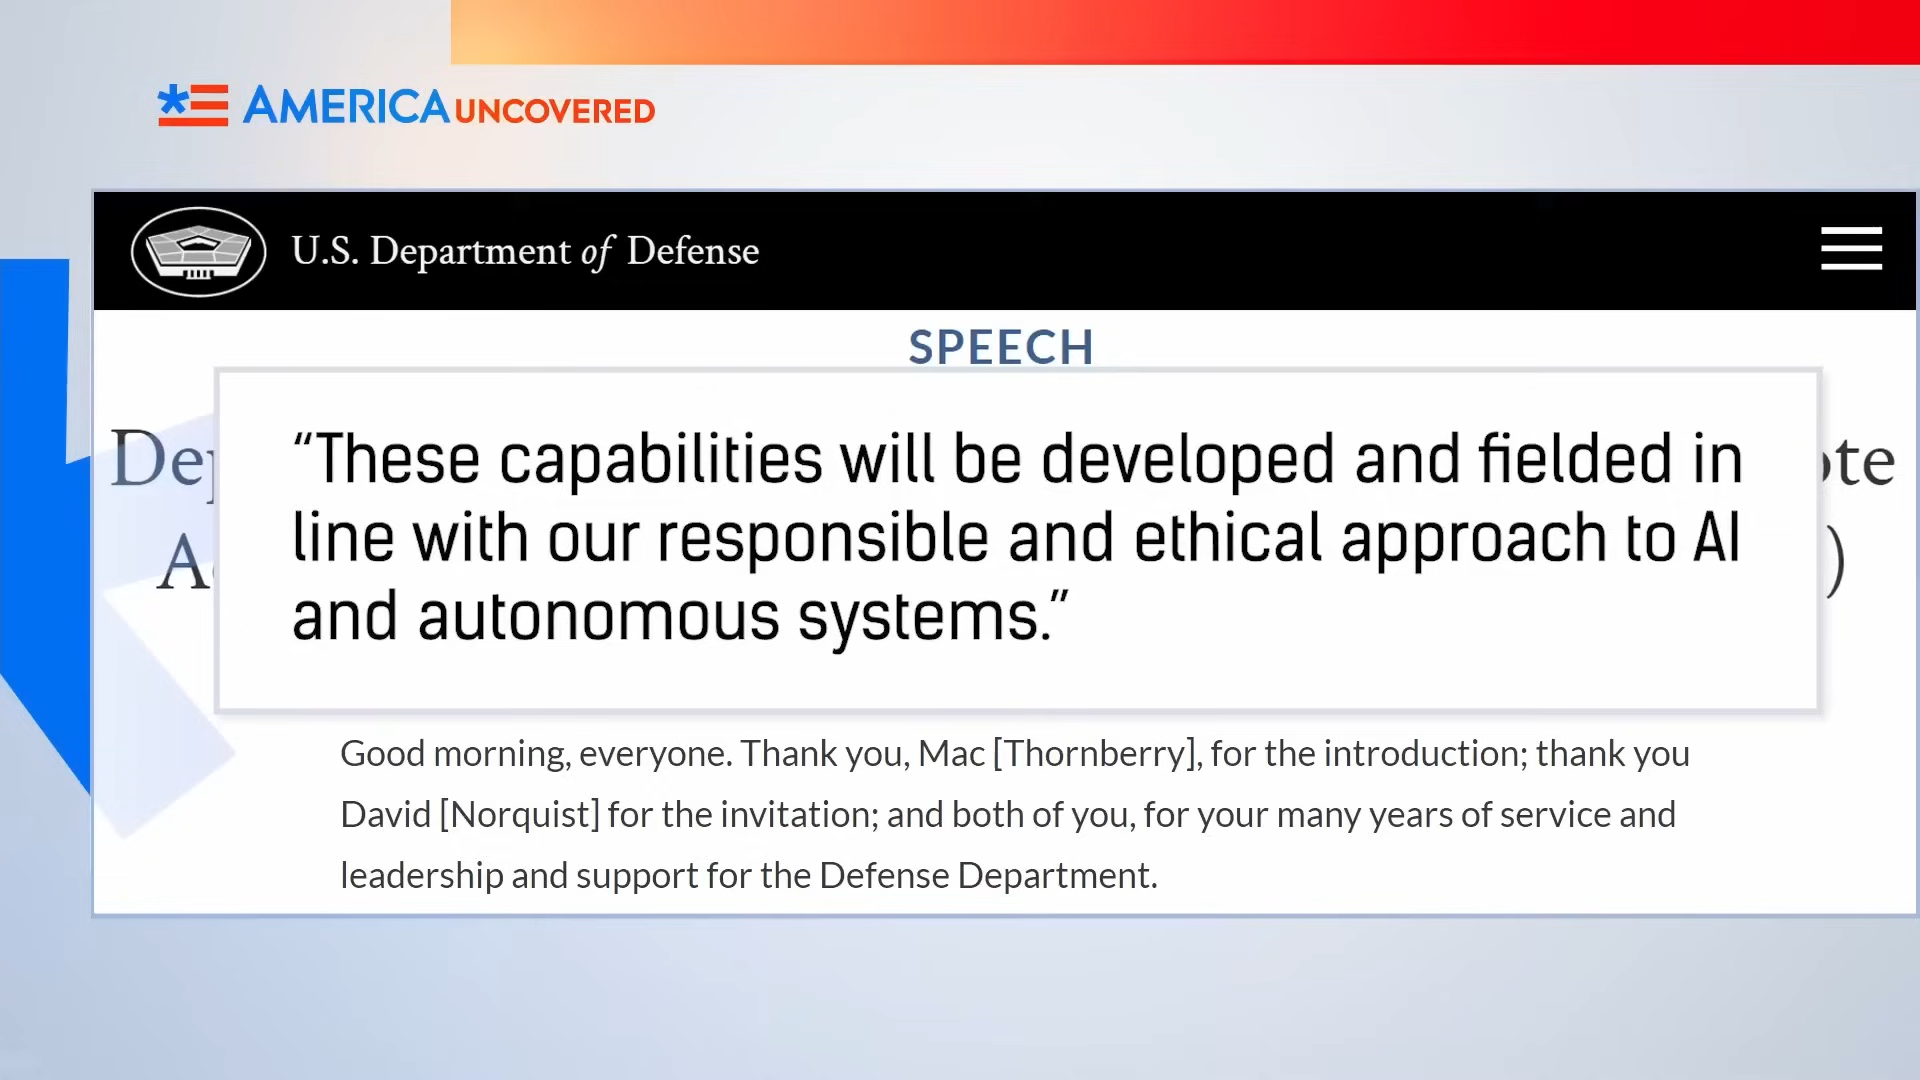 AMERICA UNCOVERED
U.S. Department of Defense
SPEECH
“These capabilities will be developed and fielded in
line with our responsible and ethical approach to AI
and autonomous systems.”
Good morning, everyone. Thank you, Mac [Thornberry], for the introduction; thank you
David [Norquist] for the invitation; and both of you, for your many years of service and
leadership and support for the Defense Department.